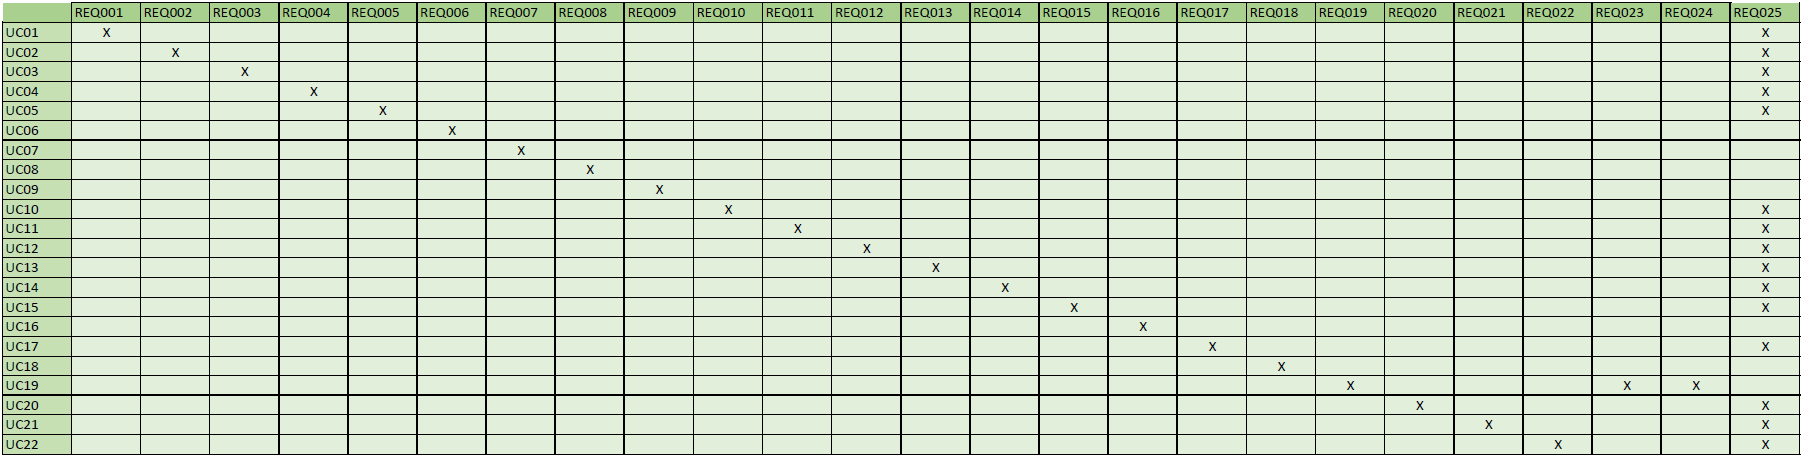 REQ001 REQ002 REQ003 REQ004 REQ005 REQ006 REQ007 REQ008 REQ009 REQ010 REQ011 REQ012 REQ013 REQ014 REQ015 REQ016 REQ017 REQ018 REQ019 REQ020 REQ021 REQ022 REQ023 REQ024 REQ025
UC01 X X
UC02 X X
UC03 X X
UC04 X X
UC05 X X
UC06 X
UC07 X
UC08 X
UC09 X
UC10 X X
UC11 X X
UC12 X X
UC13 X X
UC14 X X
UC15 X X
UC16 X
UC17 X X
UC18 X
UC19 X X X
UC20 X X
UC21 X X
UC22 X X